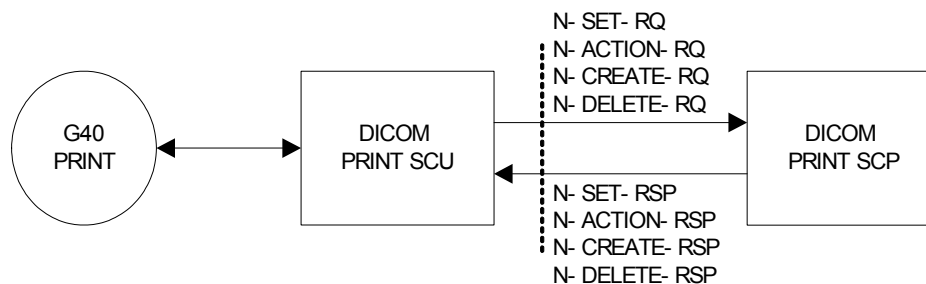 N- SET- RQ
N- ACTION- RQ
N- CREATE- RQ
N- DELETE- RQ
G40
PRINT
DICOM
PRINT SCU
DICOM
PRINT SCP
N- SET- RSP
N- ACTION- RSP
N- CREATE- RSP
N- DELETE- RSP